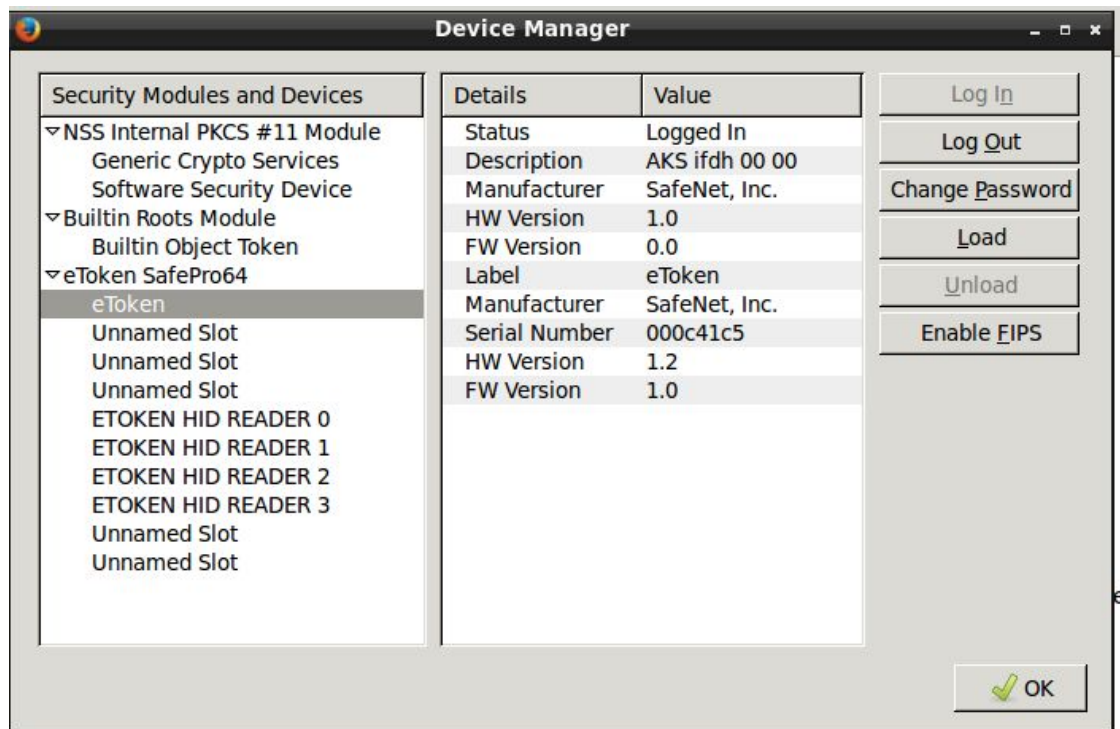 Device Manager
Security Modules and Devices
NSS Internal PKCS #11 Module
Generic Crypto Services
Software Security Device
Builtin Roots Module
Builtin Object Token
eToken SafePro64
eToken
Unnamed Slot
Unnamed Slot
Unnamed Slot
ETOKEN HID READER 0
ETOKEN HID READER 1
ETOKEN HID READER 2
ETOKEN HID READER 3
Unnamed Slot
Unnamed Slot
Details Value
Status Logged In
Description AKS ifdh 00 00
Manufacturer SafeNet, Inc.
HW Version 1.0
FW Version 0.0
Label eToken
Manufacturer SafeNet, Inc.
Serial Number 000c41c5
HW Version 1.2
FW Version 1.0
Log In
Log Out
Change Password
Load
Unload
Enable FIPS
OK